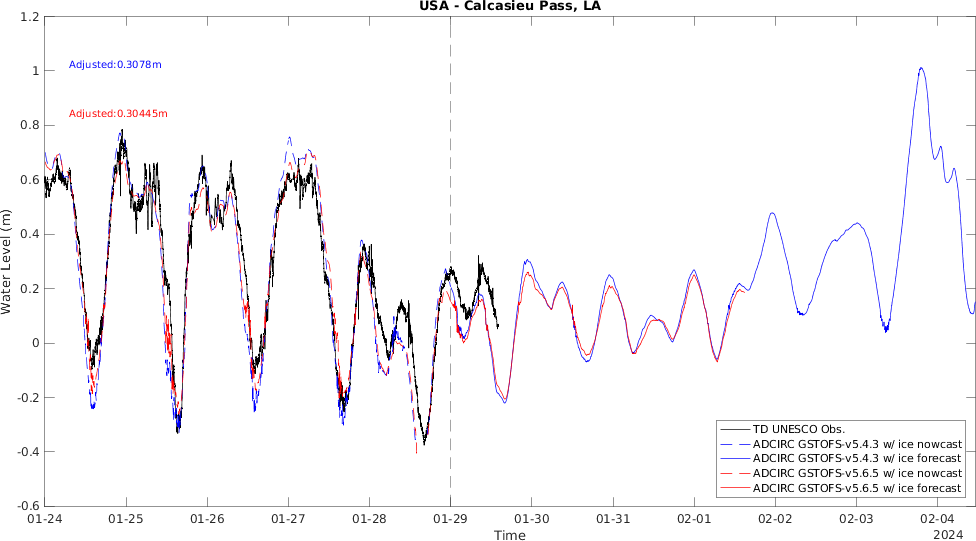 USA - Calcasieu Pass, LA
1.2
1
0.8
0.6
0.4
0.2
0
-0.2
-0.4
-0.6
Water Level (m)
Adjusted:0.3078m
Adjusted:0.30445m
TD UNESCO Obs.
ADCIRC GSTOFS-v5.4.3 w/ ice nowcast
ADCIRC GSTOFS-v5.4.3 w/ ice forecast
ADCIRC GSTOFS-v5.6.5 w/ ice nowcast
ADCIRC GSTOFS-v5.6.5 w/ ice forecast
01-24 01-25 01-26 01-27 01-28 01-29 01-30 01-31 02-01 02-02 02-03 02-04
Time
2024